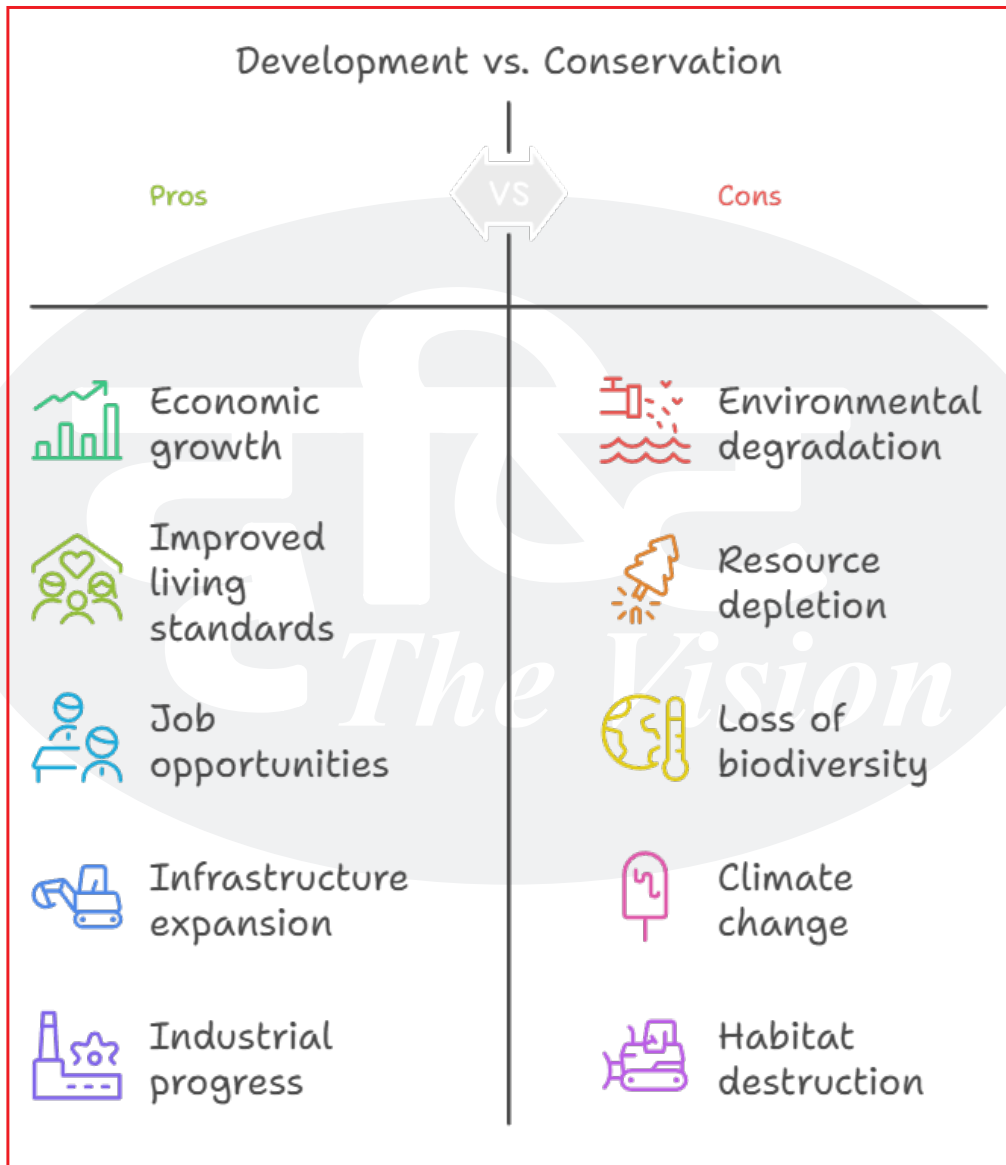 Development vs. Conservation
Pros
VS
Cons
Economic
growth
Improved
living
standards
Job
opportunities
Infrastructure
expansion
Industrial
progress
Environmental
degradation
Resource
depletion
Loss of
biodiversity
Climate
change
Habitat
destruction
The Vision